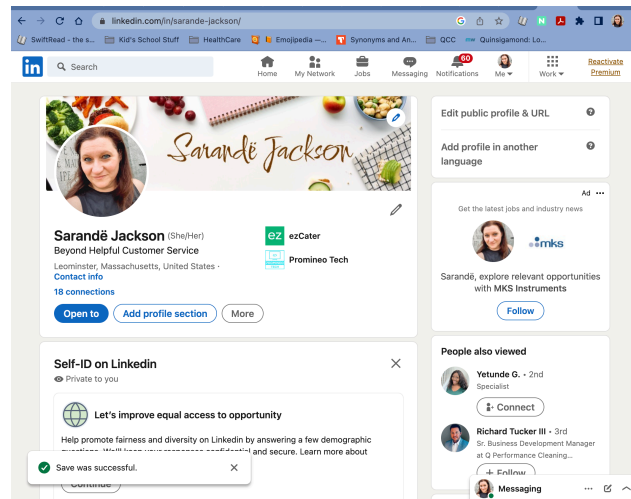 linkedin.com/in/sarande-jackson/
SwiftRead - the s...
Kid's School Stuff
HealthCare
Emojipedia —...
Synonyms and An...
QCC
Quinsigamond: Lo...
in
Search
Home
My Network
Jobs
Messaging
60
Notifications
Me
Work
Reactivate
Premium
Sarandë Jackson
Sarandë Jackson (She/Her)
Beyond Helpful Customer Service
Leominster, Massachusetts, United States ·
Contact info
18 connections
ez
ezCater
Promineo Tech
Open to
Add profile section
More
Self-ID on Linkedin
Private to you
Let's improve equal access to opportunity
Help promote fairness and diversity on Linkedin by answering a few demographic
questions. We'll keep your responses confidential and secure. Learn more about
Save was successful.
Continue
Edit public profile & URL
Add profile in another
language
Ad
Get the latest jobs and industry news
mks
Sarandë, explore relevant opportunities
with MKS Instruments
Follow
People also viewed
Yetunde G. • 2nd
Specialist
Connect
Richard Tucker III • 3rd
Sr. Business Development Manager
at Q Performance Cleaning...
+ Follow
Messaging